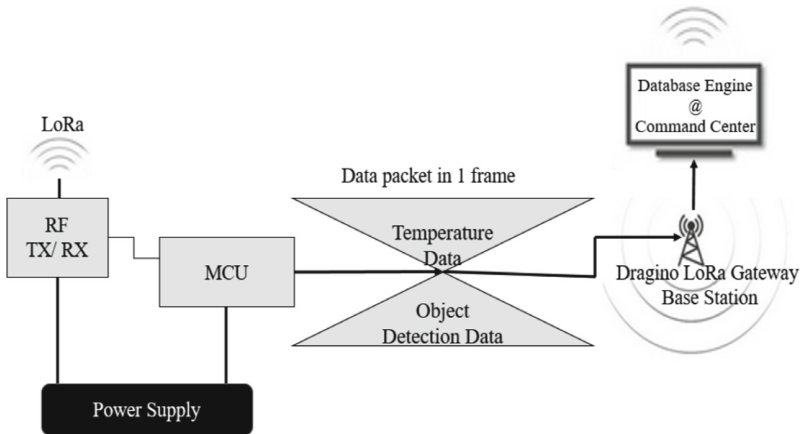 LoRa
RF
TX/ RX
MCU
Power Supply
Data packet in 1 frame
Temperature
Data
Object
Detection Data
Database Engine
@
Command Center
Dragino LoRa Gateway
Base Station